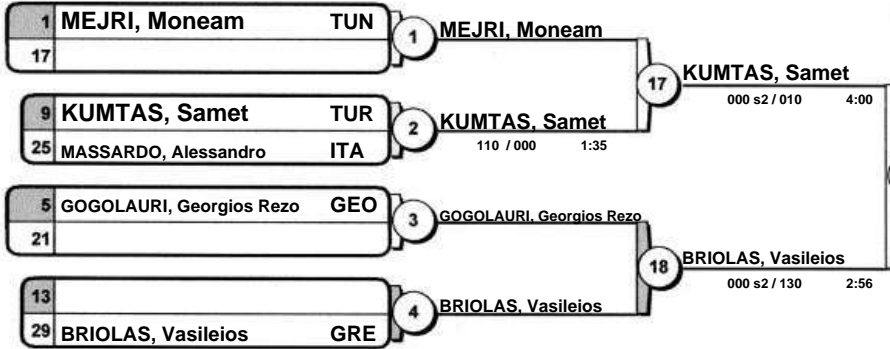 1 MEJRI, Moneam TUN
17
1
MEJRI, Moneam
9 KUMTAS, Samet TUR
25 MASSARDO, Alessandro ITA
2
KUMTAS, Samet
110 / 000 1:35
17
KUMTAS, Samet
000 s2 / 010 4:00
5 GOGOLAURI, Georgios Rezo GEO
21
3
GOGOLAURI, Georgios Rezo
13
29 BRIOLAS, Vasileios GRE
4
BRIOLAS, Vasileios
18
BRIOLAS, Vasileios
000 s2 / 130 2:56